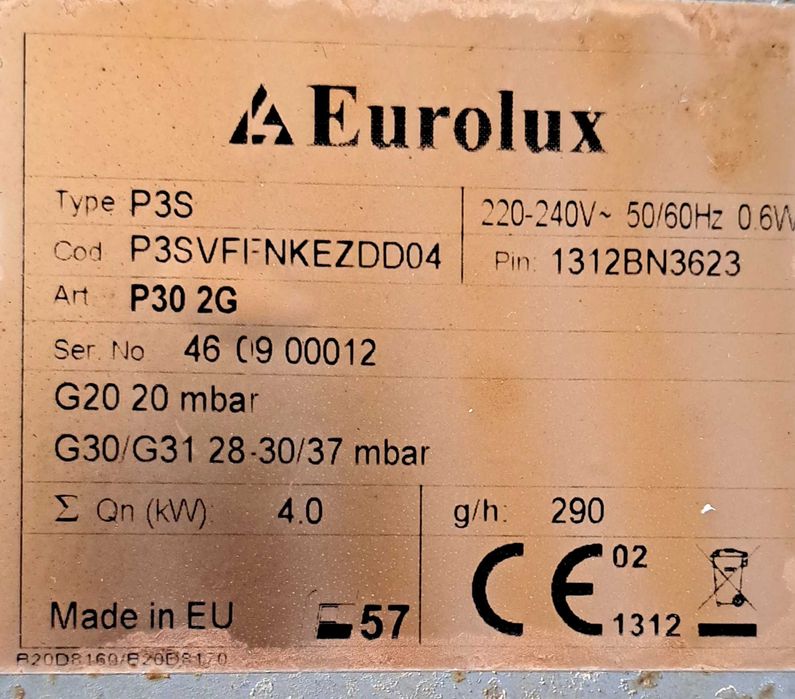 Eurolux
Type P3S
220-240V~ 50/60Hz 0.6W
Cod P3SVFFNKEZDD04
Pin: 1312BN3623
Art P30 2G
Ser. No 46 09 00012
G20 20 mbar
G30/G31 28-30/37 mbar
Σ Qn (kW): 4.0
g/h: 290
CE 02
1312
Made in EU
57